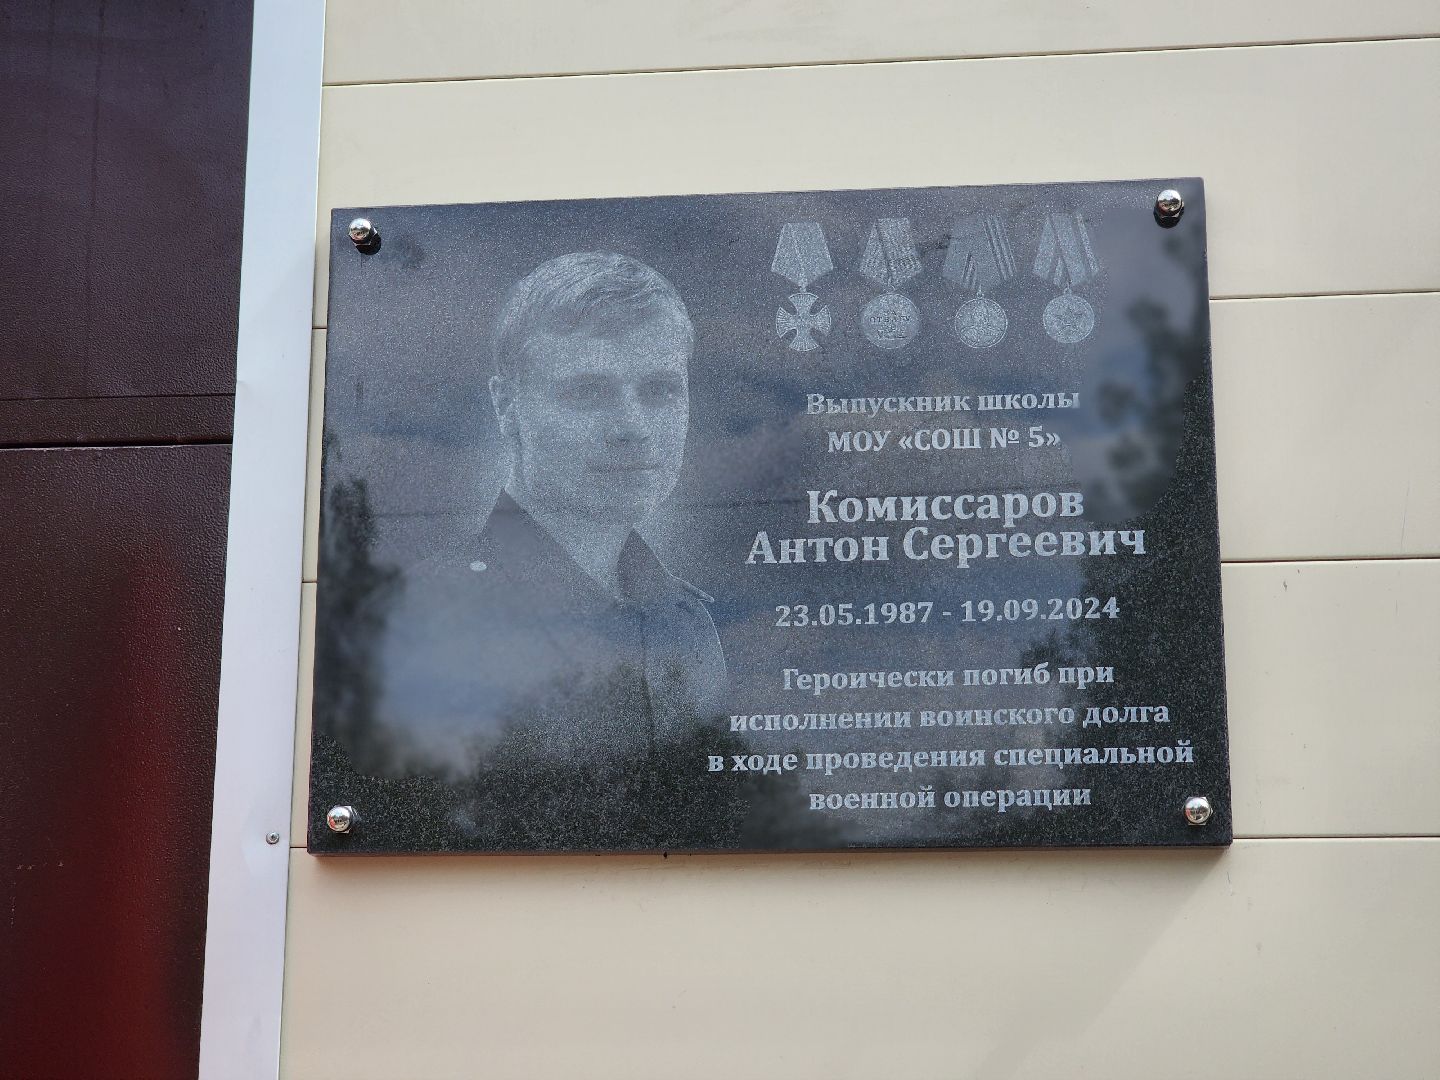 Выпускник школы
МОУ «СОШ № 5»
Комиссаров
Антон Сергеевич
23.05.1987 - 19.09.2024
Героически погиб при
исполнении воинского долга
в ходе проведения специальной
военной операции